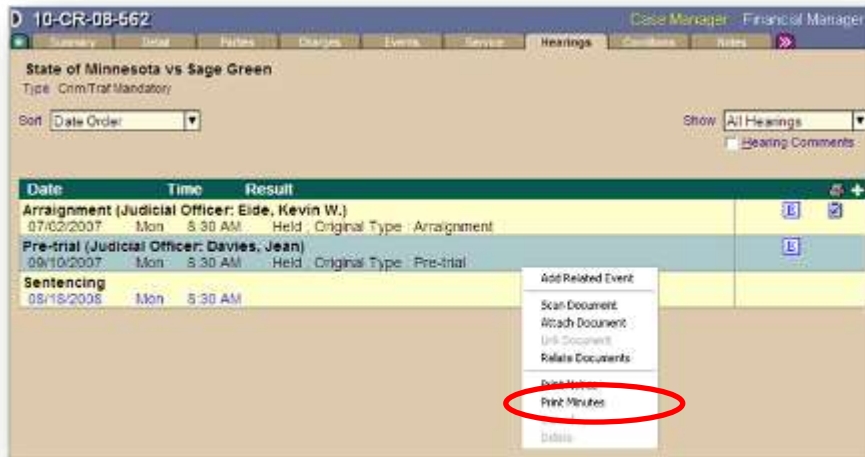 D 10-CR-08-562 Case Manager Financial Manager
Summary Detail Parties Charges Events Service Hearings Conditions Notes
State of Minnesota vs Sage Green
Type Crim/Traf Mandatory
Sort Date Order Show All Hearings
Hearing Comments
Date Time Result
Arraignment (Judicial Officer: Eide, Kevin W.) E
07/02/2007 Mon 8:30 AM Held , Original Type : Arraignment
Pre-trial (Judicial Officer: Davies, Jean) E
09/10/2007 Mon 8:30 AM Held , Original Type : Pre-trial
Sentencing
08/18/2008 Mon 8:30 AM
Add Related Event
Scan Document
Attach Document
Link Document
Relate Documents
Print Minutes
Delete